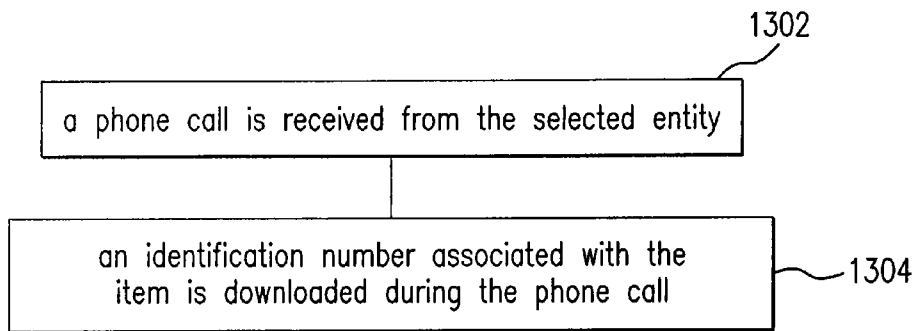 1302
a phone call is received from the selected entity
an identification number associated with the
item is downloaded during the phone call
1304